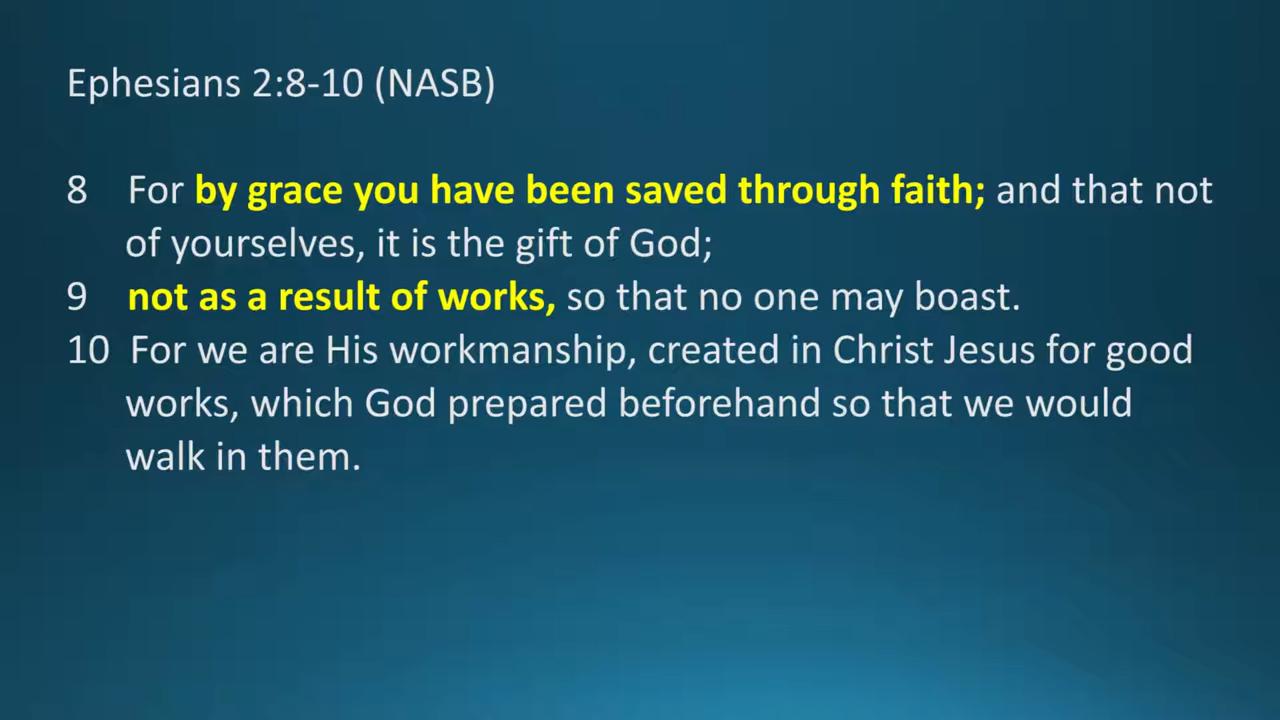 Ephesians 2:8-10 (NASB)
8 For by grace you have been saved through faith; and that not
of yourselves, it is the gift of God;
9 not as a result of works, so that no one may boast.
10 For we are His workmanship, created in Christ Jesus for good
works, which God prepared beforehand so that we would
walk in them.